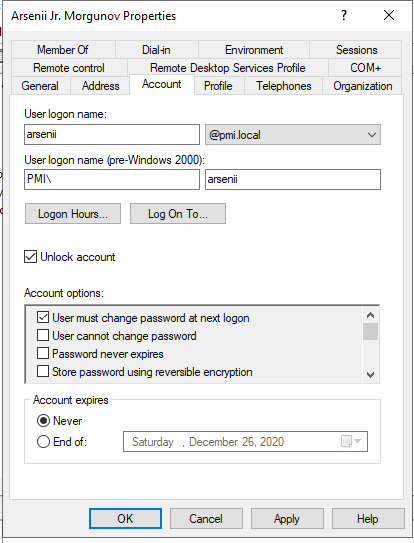 Arsenii Jr. Morgunov Properties ? ×
Member Of Dial-in Environment Sessions
Remote control Remote Desktop Services Profile COM+
General Address Account Profile Telephones Organization
User logon name:
arsenii @pmi.local
User logon name (pre-Windows 2000):
PMI\ arsenii
Logon Hours... Log On To...
Unlock account
Account options:
User must change password at next logon
User cannot change password
Password never expires
Store password using reversible encryption
Account expires
Never
End of: Saturday , December 26, 2020
OK Cancel Apply Help